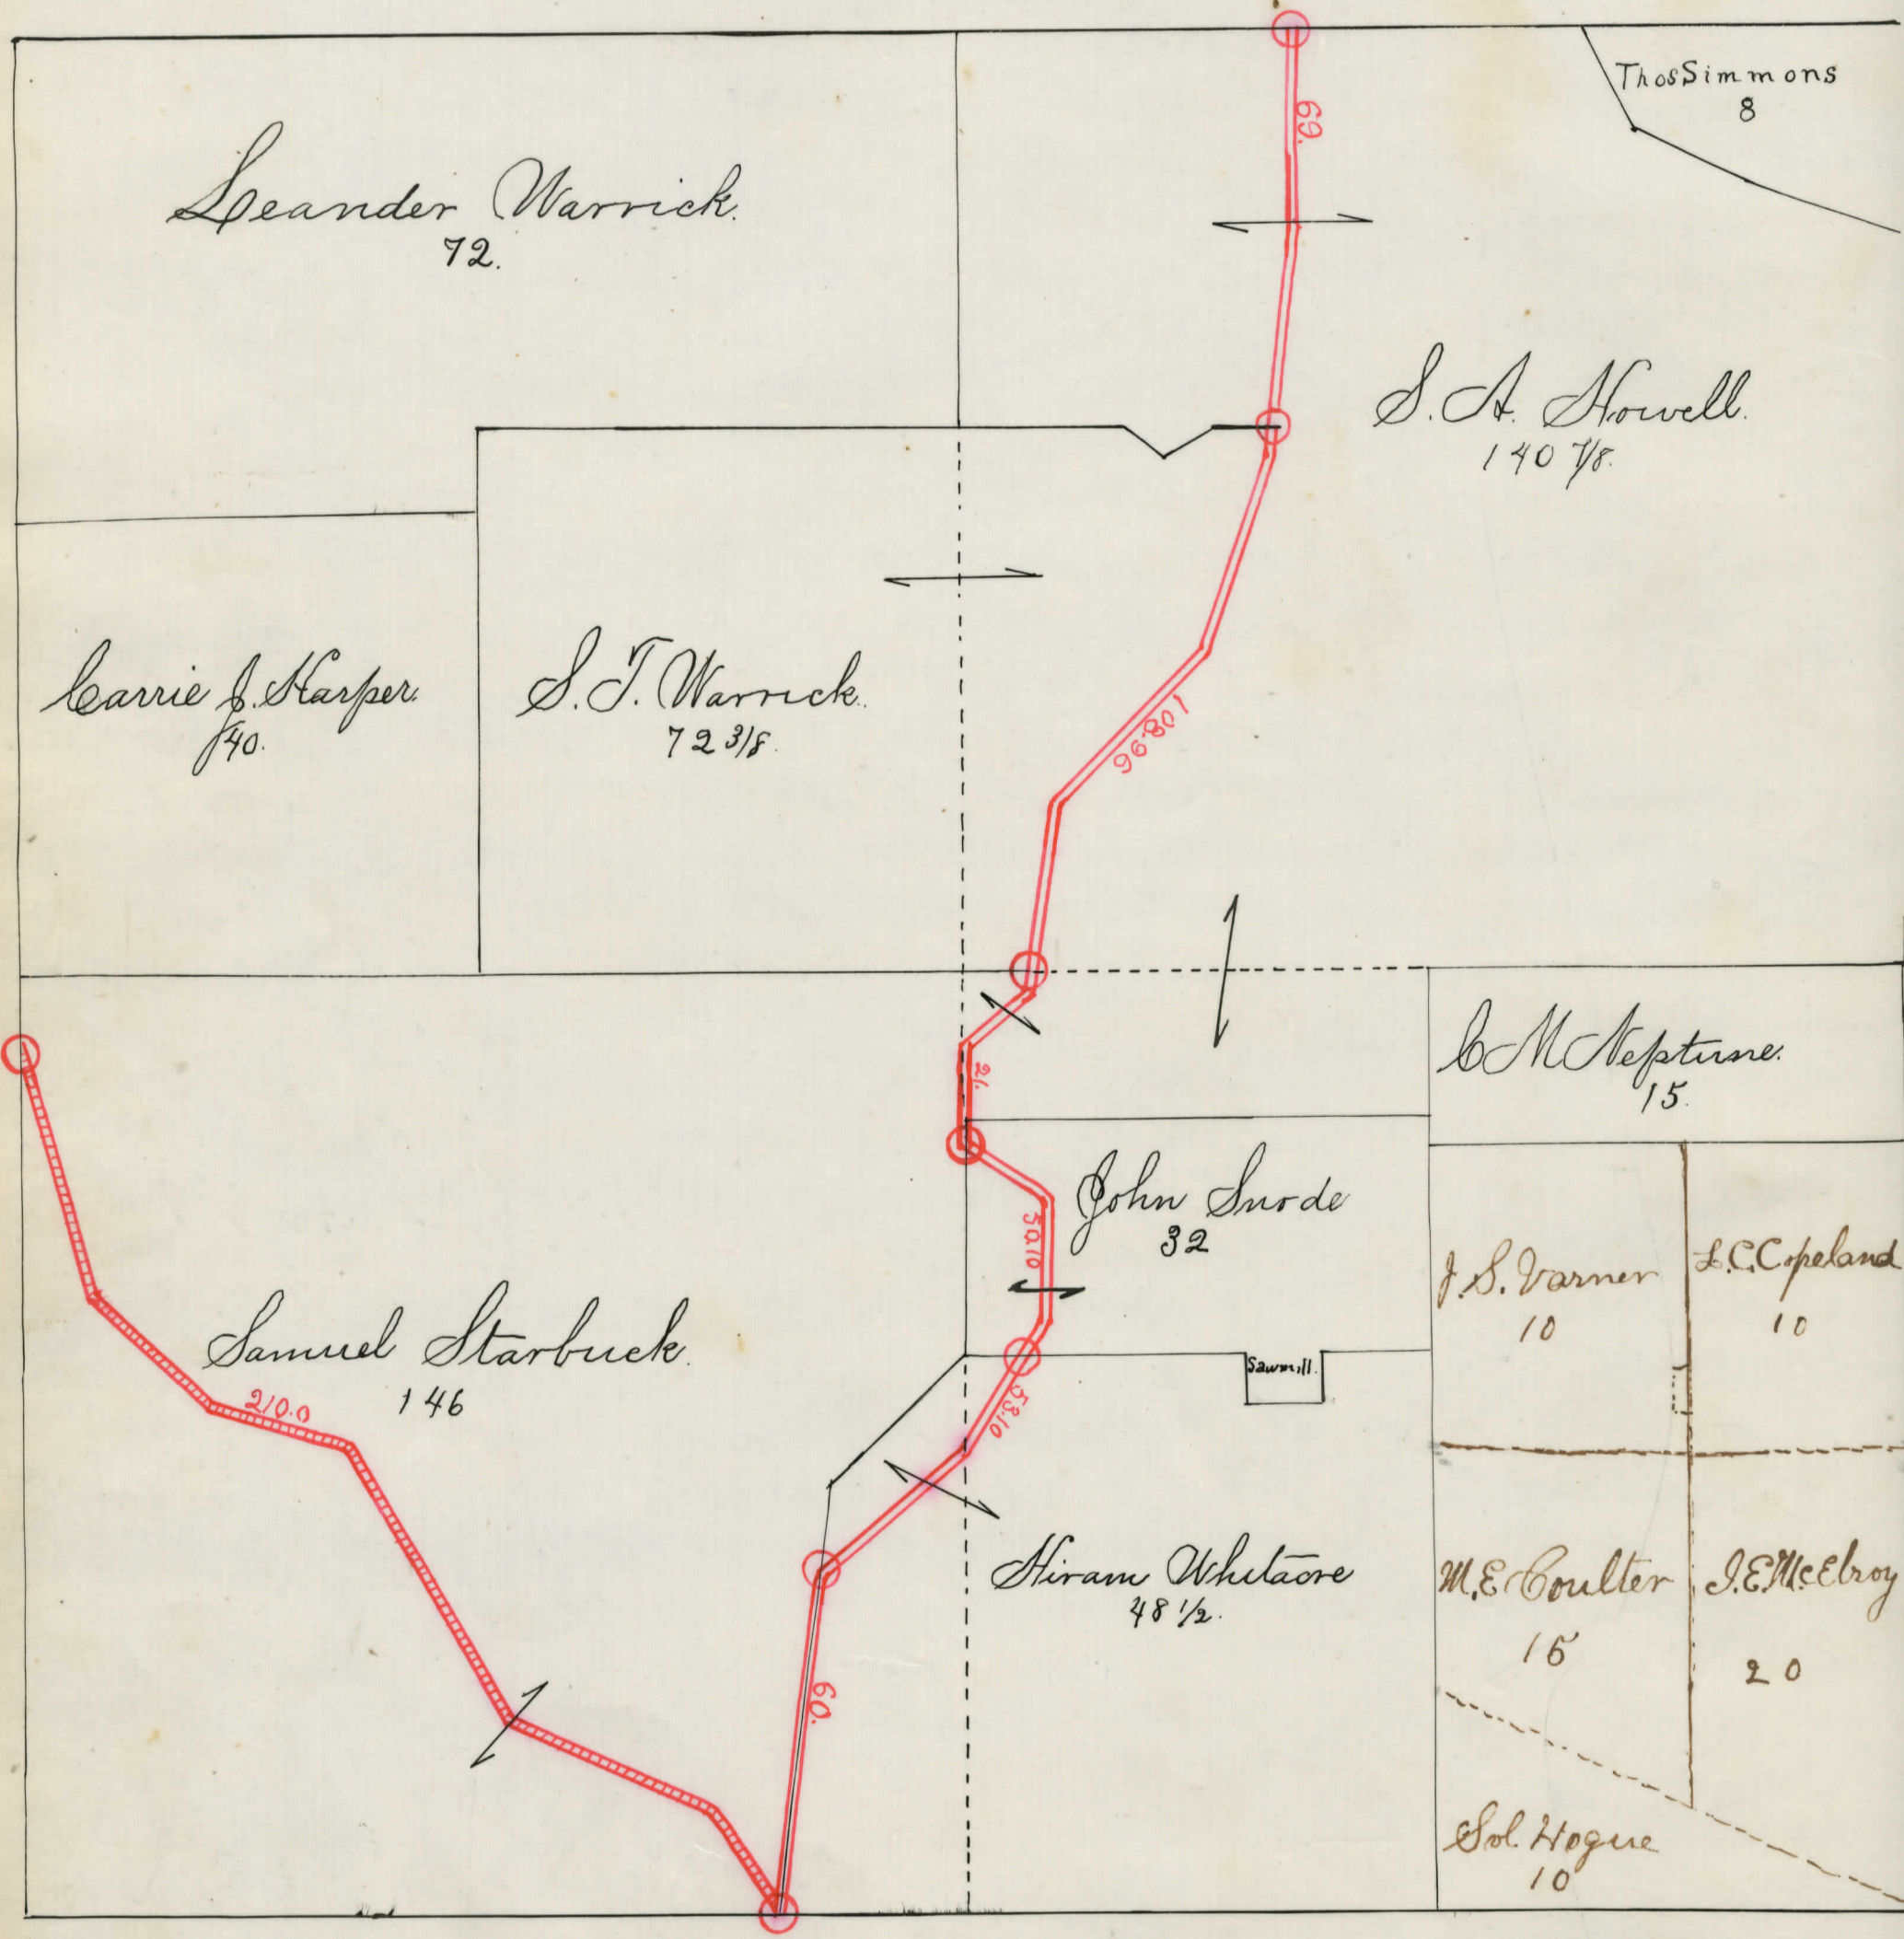 Thos Simmons
8
69.
Leander Warrick.
72.
S. A. Howell.
140 7/8.
Carrie J. Harper.
40.
S. T. Warrick.
72 3/8.
108.96
C M Neptune.
15.
21.
John Snode
32
50.10
J. S. Varner
10
L. C. Copeland
10
Samuel Starbuck.
146
210.0
Sawmill.
53.10
Hiram Whitacre
48 1/2.
M. E Coulter
15
J. E. McElroy
20
60.
Sol. Hogue
10